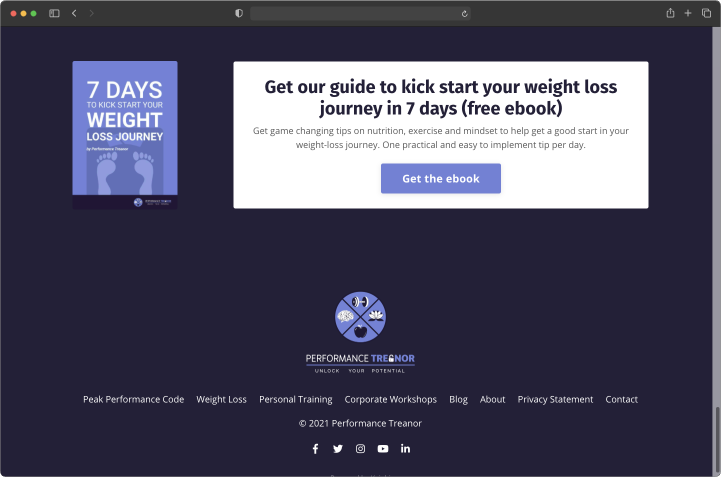 7 DAYS
TO KICK START YOUR
WEIGHT
LOSS JOURNEY
by Performance Treanor
Get our guide to kick start your weight loss
journey in 7 days (free ebook)
Get game changing tips on nutrition, exercise and mindset to help get a good start in your
weight-loss journey. One practical and easy to implement tip per day.
Get the ebook
PERFORMANCE TREANOR
UNLOCK YOUR POTENTIAL
Peak Performance Code Weight Loss Personal Training Corporate Workshops Blog About Privacy Statement Contact
© 2021 Performance Treanor